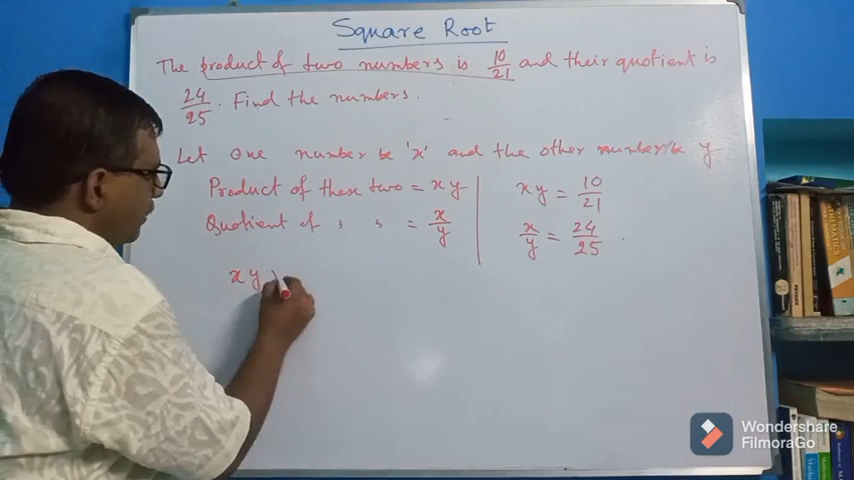 Square Root
The product of two numbers is 10/21 and their quotient is
24/25. Find the numbers.
Let one number be 'x' and the other number be y
Product of these two = xy
Quotient of " " = x/y
xy = 10/21
x/y = 24/25.
xy
Wondershare
FilmoraGo